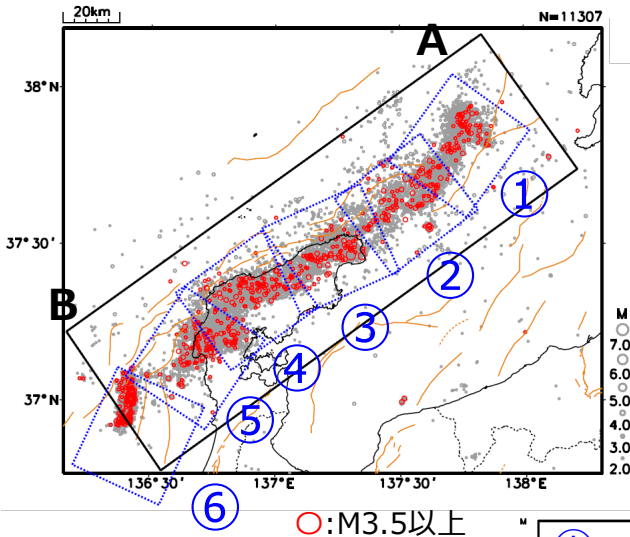 20km
N=11307
A
38°N
①
37°30'
②
B
③
M
7.0
④
6.0
37°N
5.0
⑤
4.0
3.0
2.0
136°30'
137°E
137°30'
138°E
⑥
○:M3.5以上
M